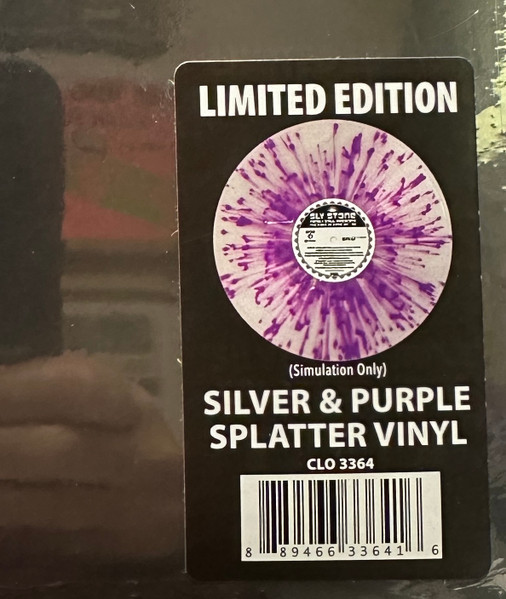 LIMITED EDITION
SLY STONE
(Simulation Only)
SILVER & PURPLE
SPLATTER VINYL
CLO 3364
8 89466 33641 6